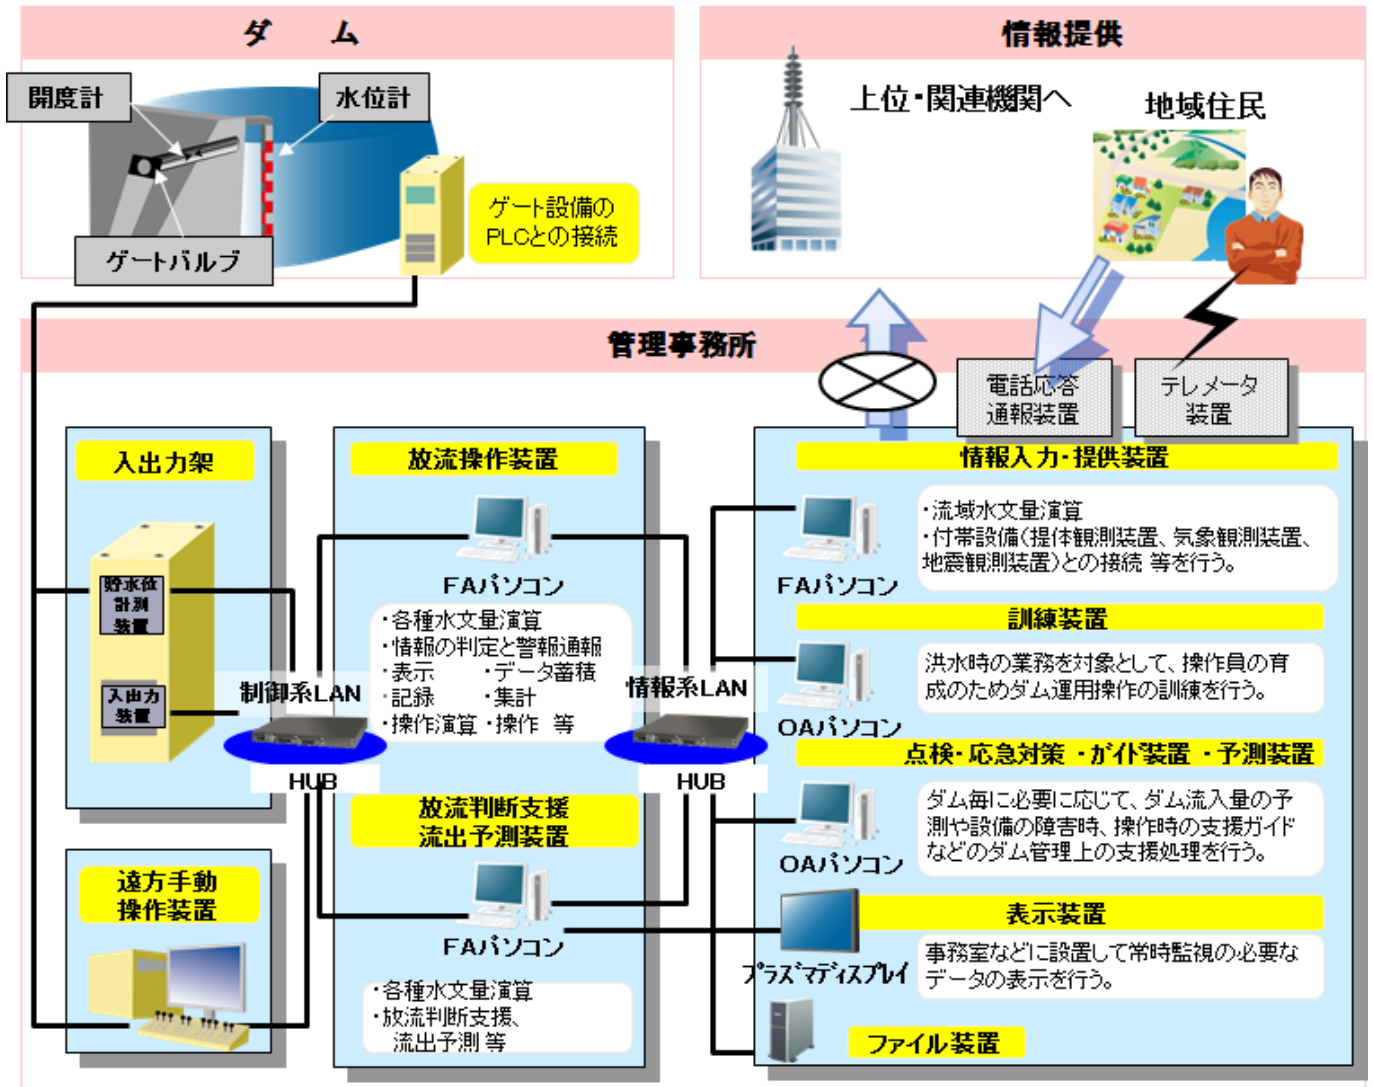 ダ ム
開度計
水位計
ゲートバルブ
ゲート設備の
PLCとの接続
情報提供
上位・関連機関へ
地域住民
管理事務所
電話応答
通報装置
テレメータ
装置
入出力架
貯水位
計測
装置
入出力
装置
遠方手動
操作装置
制御系LAN
HUB
放流操作装置
FAパソコン
・各種水文量演算
・情報の判定と警報通報
・表示 ・データ蓄積
・記録 ・集計
・操作演算 ・操作 等
放流判断支援
流出予測装置
FAパソコン
・各種水文量演算
・放流判断支援、
流出予測 等
情報系LAN
HUB
情報入力・提供装置
FAパソコン
・流域水文量演算
・付帯設備(提体観測装置、気象観測装置、
地震観測装置)との接続 等を行う。
訓練装置
OAパソコン
洪水時の業務を対象として、操作員の育
成のためダム運用操作の訓練を行う。
点検・応急対策 ・ガイド装置 ・予測装置
OAパソコン
ダム毎に必要に応じて、ダム流入量の予
測や設備の障害時、操作時の支援ガイド
などのダム管理上の支援処理を行う。
表示装置
プラズマディスプレイ
事務室などに設置して常時監視の必要な
データの表示を行う。
ファイル装置